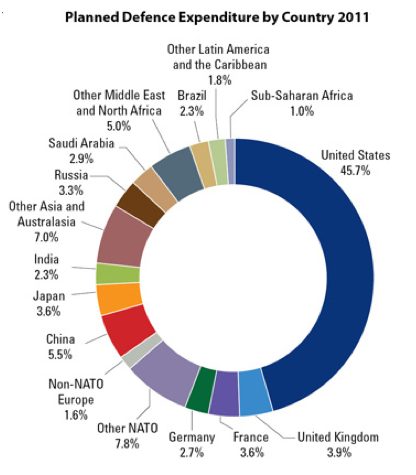 Planned Defence Expenditure by Country 2011
Other Latin America
and the Caribbean
1.8%
Other Middle East
and North Africa
5.0%
Brazil
2.3%
Sub-Saharan Africa
1.0%
Saudi Arabia
2.9%
United States
45.7%
Russia
3.3%
Other Asia and
Australasia
7.0%
India
2.3%
Japan
3.6%
China
5.5%
Non-NATO
Europe
1.6%
Other NATO
7.8%
Germany
2.7%
France
3.6%
United Kingdom
3.9%